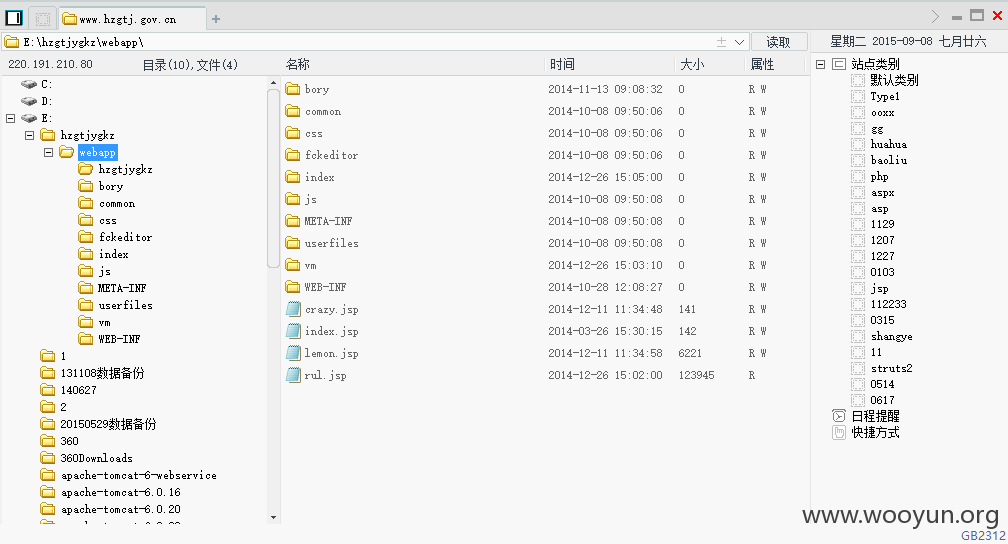 www.hzgtj.gov.cn
E:\hzgtjygkz\webapp\ 读取 星期二 2015-09-08 七月廿六
220.191.210.80 目录(10),文件(4) 名称 时间 大小 属性
C:
D:
E:
hzgtjygkz
webapp
hzgtjygkz
bory
common
css
fckeditor
index
js
META-INF
userfiles
vm
WEB-INF
1
131108数据备份
140627
2
20150529数据备份
360
360Downloads
apache-tomcat-6-webservice
apache-tomcat-6.0.16
apache-tomcat-6.0.20
bory 2014-11-13 09:08:32 0 R W
common 2014-10-08 09:50:06 0 R W
css 2014-10-08 09:50:06 0 R W
fckeditor 2014-10-08 09:50:06 0 R W
index 2014-12-26 15:05:00 0 R W
js 2014-10-08 09:50:08 0 R W
META-INF 2014-10-08 09:50:08 0 R W
userfiles 2014-10-08 09:50:08 0 R W
vm 2014-12-26 15:03:10 0 R W
WEB-INF 2014-10-28 12:08:27 0 R W
crazy.jsp 2014-12-11 11:34:48 141 R W
index.jsp 2014-03-26 15:30:15 142 R W
lemon.jsp 2014-12-11 11:34:58 6221 R W
rul.jsp 2014-12-26 15:02:00 123945 R
站点类别
默认类别
Type1
ooxx
gg
huahua
baoliu
php
aspx
asp
1129
1207
1227
0103
jsp
112233
0315
shangye
11
struts2
0514
0617
日程提醒
快捷方式
www.wooyun.org
GB2312